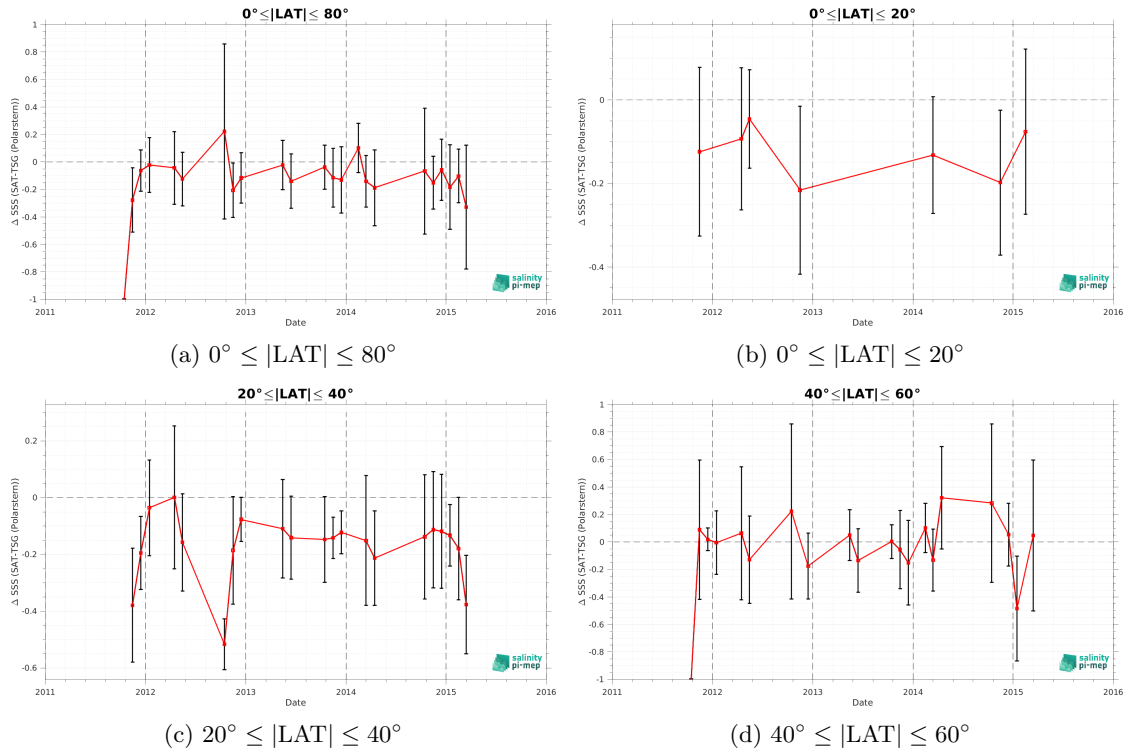 0°≤|LAT|≤ 80°
Δ SSS (SAT-TSG (Polarstern))
1
0.8
0.6
0.4
0.2
0
-0.2
-0.4
-0.6
-0.8
-1
2011 2012 2013 2014 2015 2016
Date
salinity
pi-mep
(a) 0° ≤ |LAT| ≤ 80°
0°≤|LAT|≤ 20°
Δ SSS (SAT-TSG (Polarstern))
0
-0.2
-0.4
2011 2012 2013 2014 2015 2016
Date
salinity
pi-mep
(b) 0° ≤ |LAT| ≤ 20°
20°≤|LAT|≤ 40°
Δ SSS (SAT-TSG (Polarstern))
0.2
0
-0.2
-0.4
-0.6
2011 2012 2013 2014 2015 2016
Date
salinity
pi-mep
(c) 20° ≤ |LAT| ≤ 40°
40°≤|LAT|≤ 60°
Δ SSS (SAT-TSG (Polarstern))
1
0.8
0.6
0.4
0.2
0
-0.2
-0.4
-0.6
-0.8
-1
2011 2012 2013 2014 2015 2016
Date
salinity
pi-mep
(d) 40° ≤ |LAT| ≤ 60°